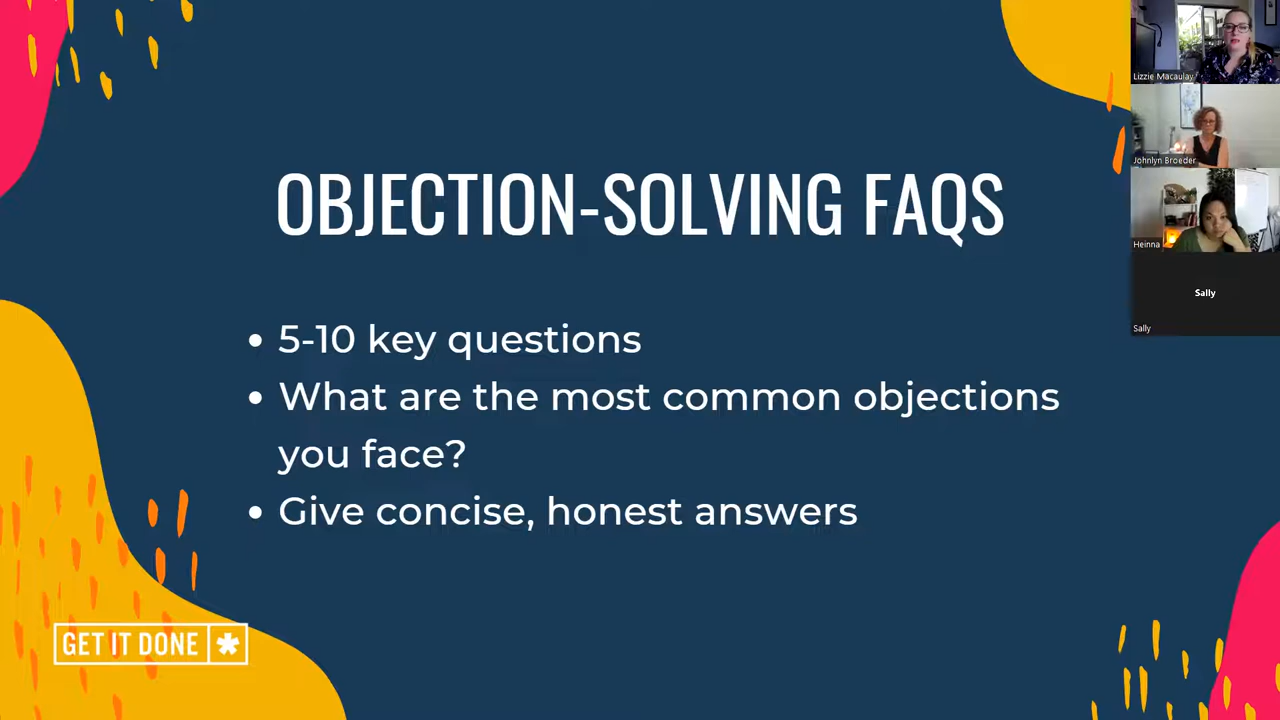 OBJECTION-SOLVING FAQS
• 5-10 key questions
• What are the most common objections
you face?
• Give concise, honest answers
GET IT DONE *
Lizzie Macaulay
Johnlyn Broeder
Heinna
Sally
Sally